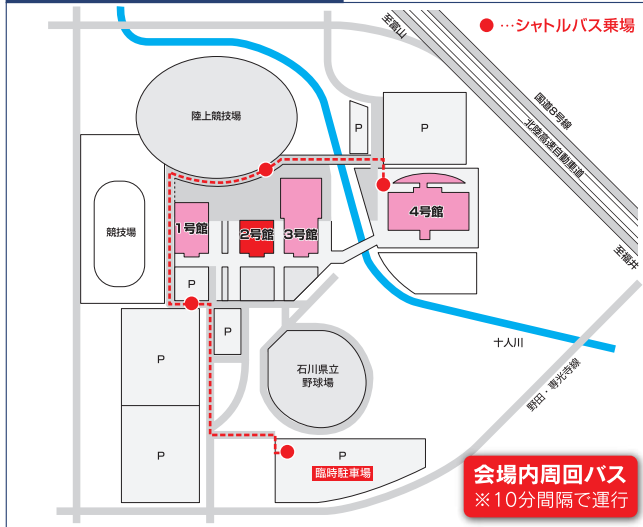 ●…シャトルバス乗場
至富山
国道8号線
北陸高速自動車道
至福井
陸上競技場
P
P
競技場
1号館
2号館
3号館
4号館
P
P
P
石川県立
野球場
十人川
野田・専光寺線
P
P
臨時駐車場
会場内周回バス
※10分間隔で運行